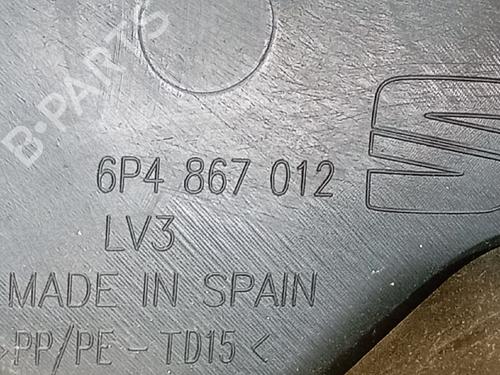 B-PARTS
6P4 867 012
LV3
MADE IN SPAIN
>PP/PE-TD15<